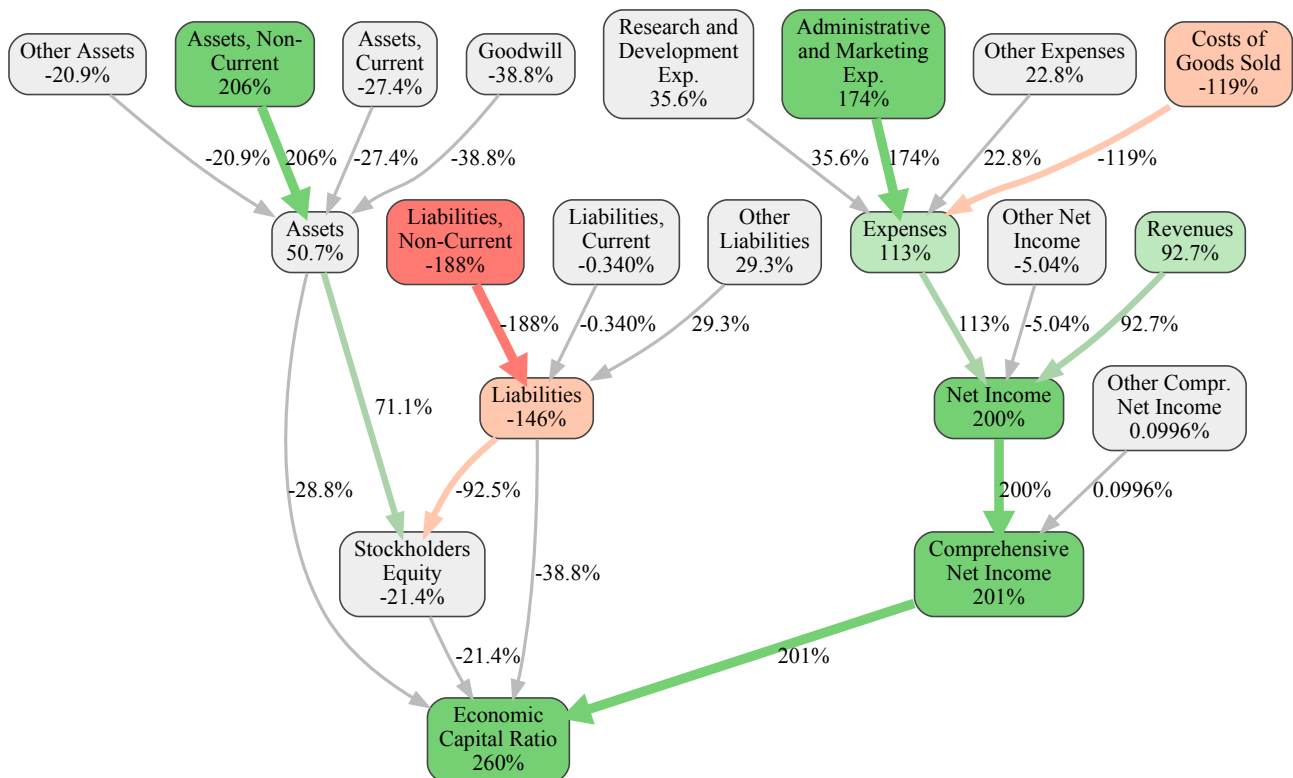 Other Assets
-20.9%
Assets, Non-
Current
206%
Assets,
Current
-27.4%
Goodwill
-38.8%
Research and
Development
Exp.
35.6%
Administrative
and Marketing
Exp.
174%
Other Expenses
22.8%
Costs of
Goods Sold
-119%
-20.9%
206%
-27.4%
-38.8%
35.6%
174%
22.8%
-119%
Assets
50.7%
Liabilities,
Non-Current
-188%
Liabilities,
Current
-0.340%
Other
Liabilities
29.3%
Expenses
113%
Other Net
Income
-5.04%
Revenues
92.7%
-188%
-0.340%
29.3%
113%
-5.04%
92.7%
71.1%
Liabilities
-146%
Net Income
200%
Other Compr.
Net Income
0.0996%
-28.8%
-92.5%
200%
0.0996%
Stockholders
Equity
-21.4%
-38.8%
Comprehensive
Net Income
201%
-21.4%
201%
Economic
Capital Ratio
260%